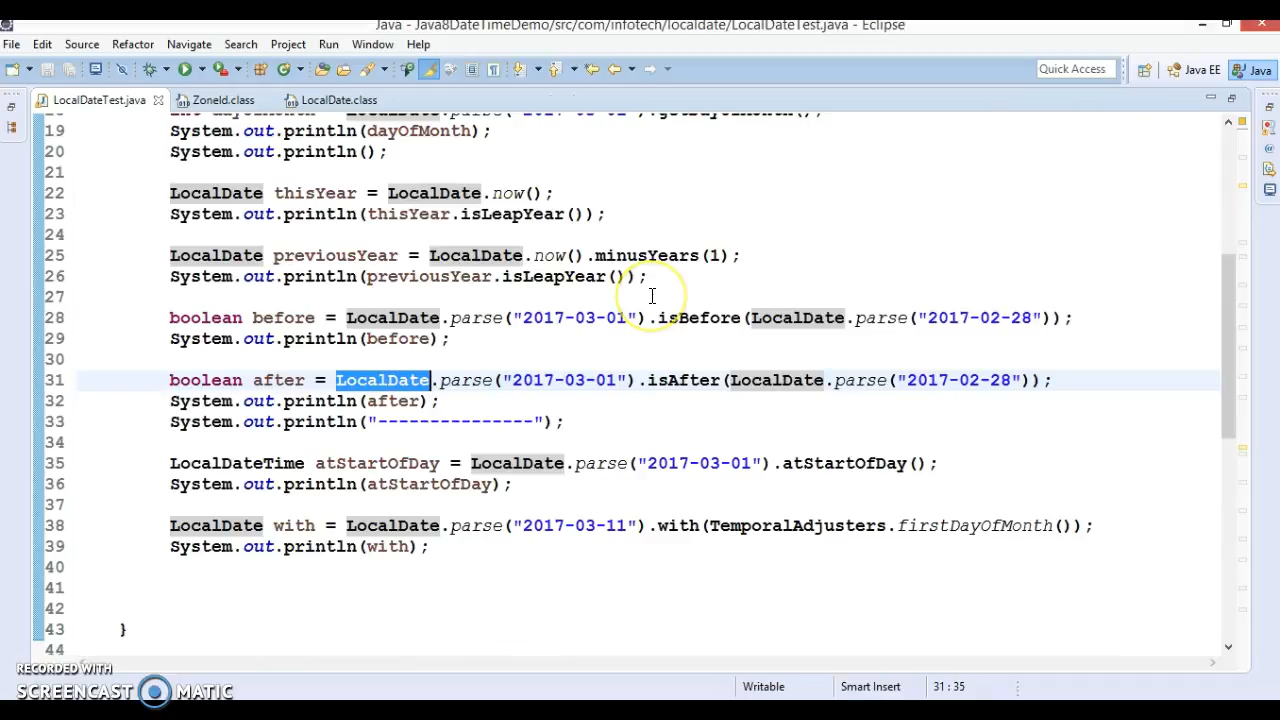 Java - Java8DateTimeDemo/src/com/infotech/localdate/LocalDateTest.java - Eclipse
File Edit Source Refactor Navigate Search Project Run Window Help
Quick Access Java EE Java
LocalDateTest.java ZoneId.class LocalDate.class
19 System.out.println(dayOfMonth);
20 System.out.println();
21
22 LocalDate thisYear = LocalDate.now();
23 System.out.println(thisYear.isLeapYear());
24
25 LocalDate previousYear = LocalDate.now().minusYears(1);
26 System.out.println(previousYear.isLeapYear());
27
28 boolean before = LocalDate.parse("2017-03-01").isBefore(LocalDate.parse("2017-02-28"));
29 System.out.println(before);
30
31 boolean after = LocalDate.parse("2017-03-01").isAfter(LocalDate.parse("2017-02-28"));
32 System.out.println(after);
33 System.out.println("---------------");
34
35 LocalDateTime atStartOfDay = LocalDate.parse("2017-03-01").atStartOfDay();
36 System.out.println(atStartOfDay);
37
38 LocalDate with = LocalDate.parse("2017-03-11").with(TemporalAdjusters.firstDayOfMonth());
39 System.out.println(with);
40
41
42
43 }
44
RECORDED WITH
SCREENCAST MATIC
Writable Smart Insert 31 : 35